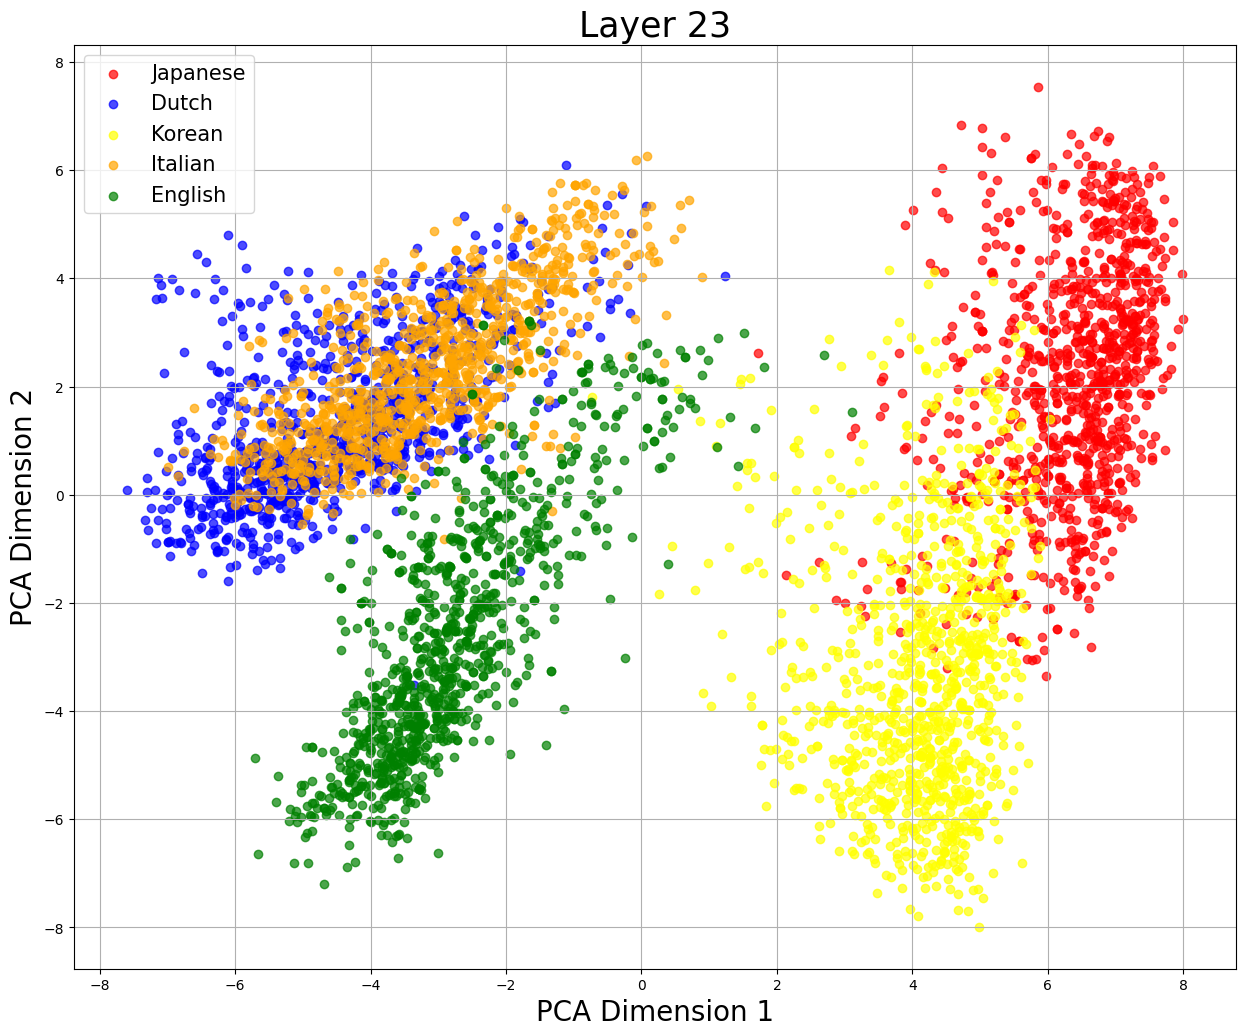 Layer 23
Japanese
Dutch
Korean
Italian
English
8
6
4
2
0
−2
−4
−6
−8
PCA Dimension 2
−8 −6 −4 −2 0 2 4 6 8
PCA Dimension 1